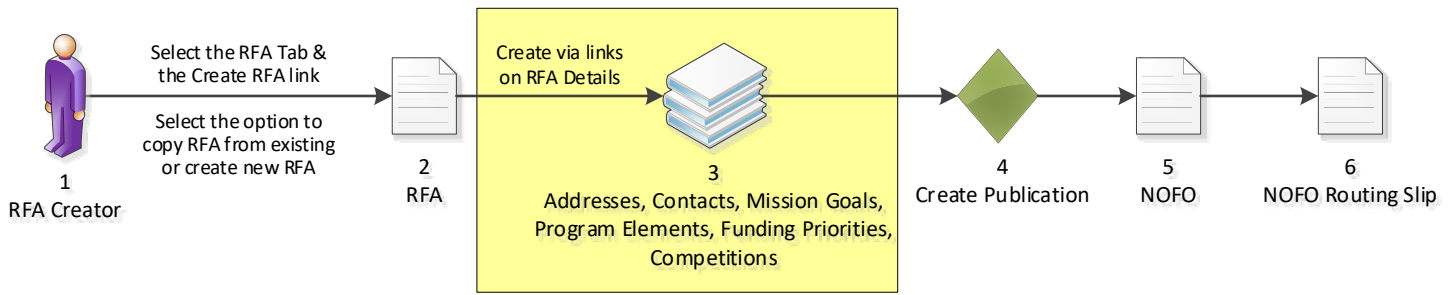 Select the RFA Tab &
the Create RFA link
Select the option to
copy RFA from existing
or create new RFA
1
RFA Creator
2
RFA
Create via links
on RFA Details
3
Addresses, Contacts, Mission Goals,
Program Elements, Funding Priorities,
Competitions
4
Create Publication
5
NOFO
6
NOFO Routing Slip